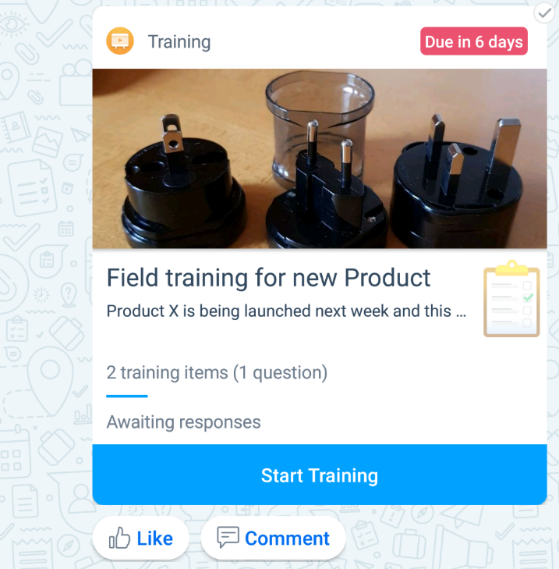 Training
Due in 6 days
Field training for new Product
Product X is being launched next week and this ...
2 training items (1 question)
Awaiting responses
Start Training
Like
Comment